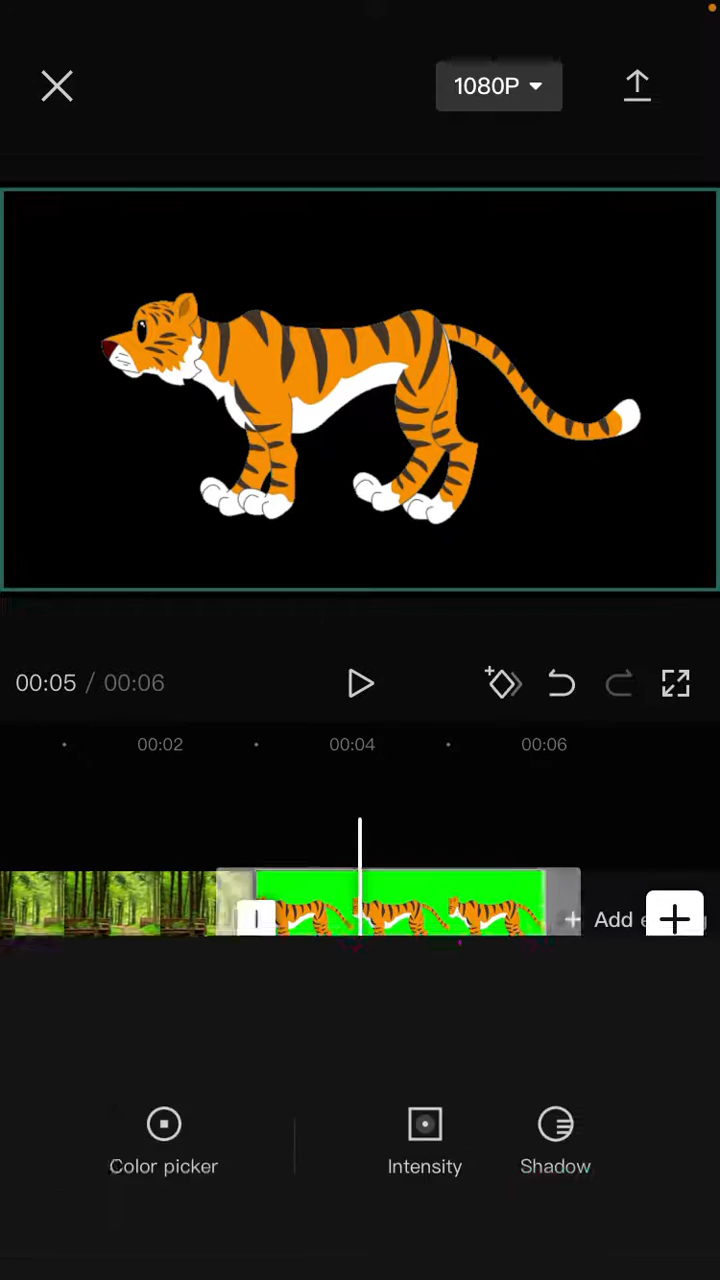 1080P
00:05 / 00:06
00:02
00:04
00:06
Add
Color picker
Intensity
Shadow